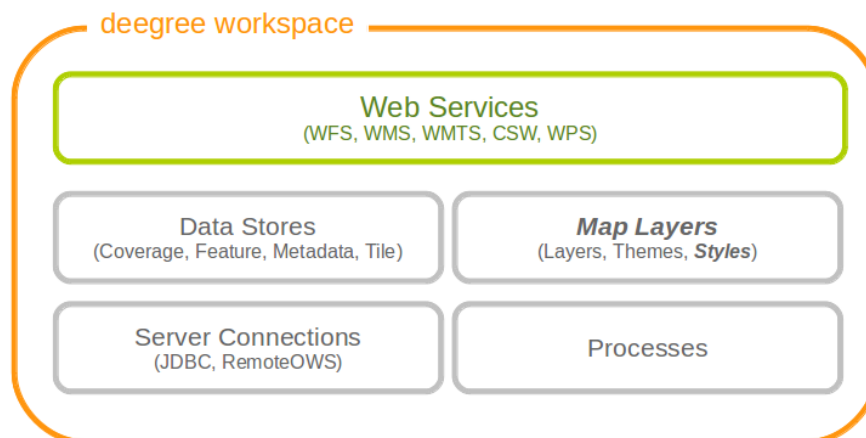 deegree workspace
Web Services
(WFS, WMS, WMTS, CSW, WPS)
Data Stores
(Coverage, Feature, Metadata, Tile)
Map Layers
(Layers, Themes, Styles)
Server Connections
(JDBC, RemoteOWS)
Processes